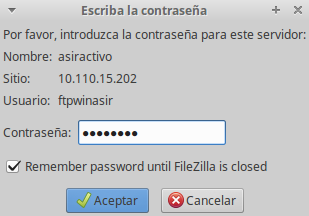 Escriba la contraseña
Por favor, introduzca la contraseña para este servidor:
Nombre: asiractivo
Sitio: 10.110.15.202
Usuario: ftpwinasir
Contraseña: ●●●●●●●●
Remember password until FileZilla is closed
Aceptar Cancelar